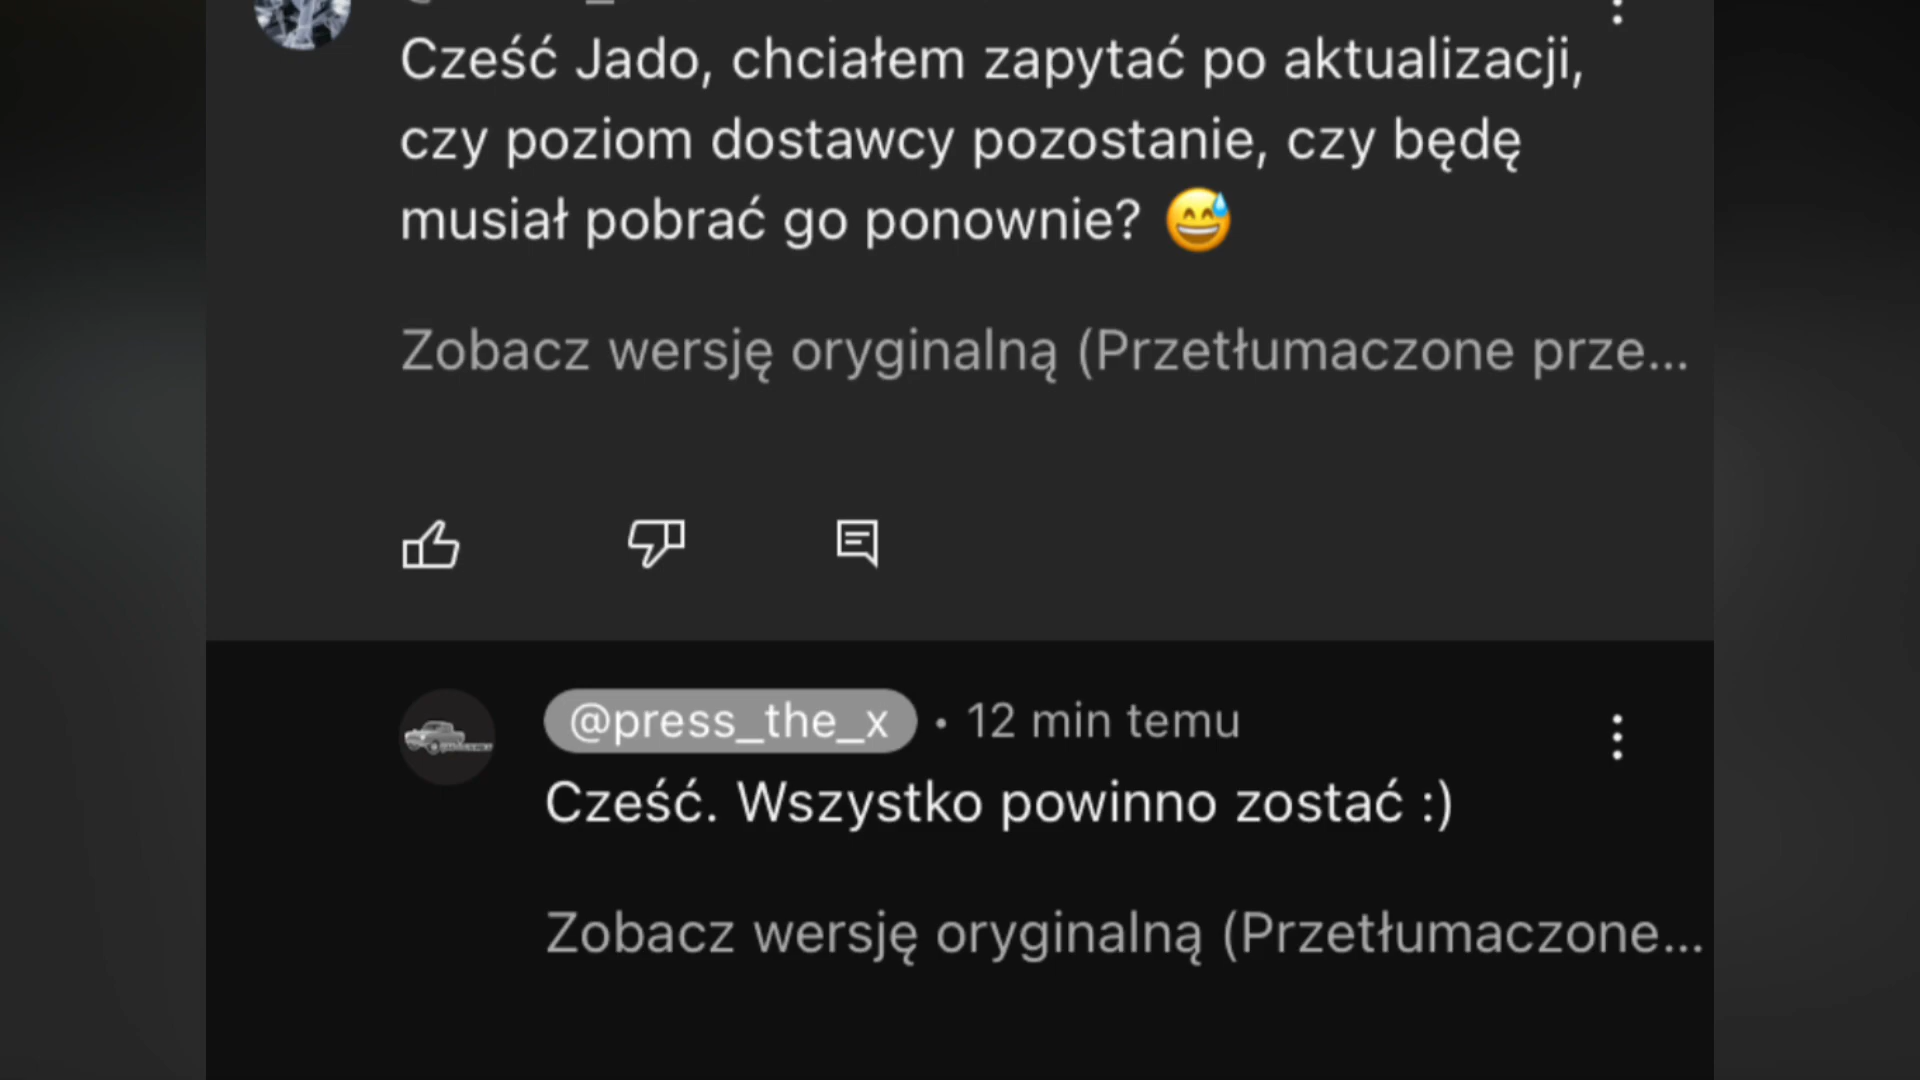 Cześć Jado, chciałem zapytać po aktualizacji,
czy poziom dostawcy pozostanie, czy będę
musiał pobrać go ponownie? 😅
Zobacz wersję oryginalną (Przetłumaczone prze...
@press_the_x • 12 min temu
Cześć. Wszystko powinno zostać :)
Zobacz wersję oryginalną (Przetłumaczone...